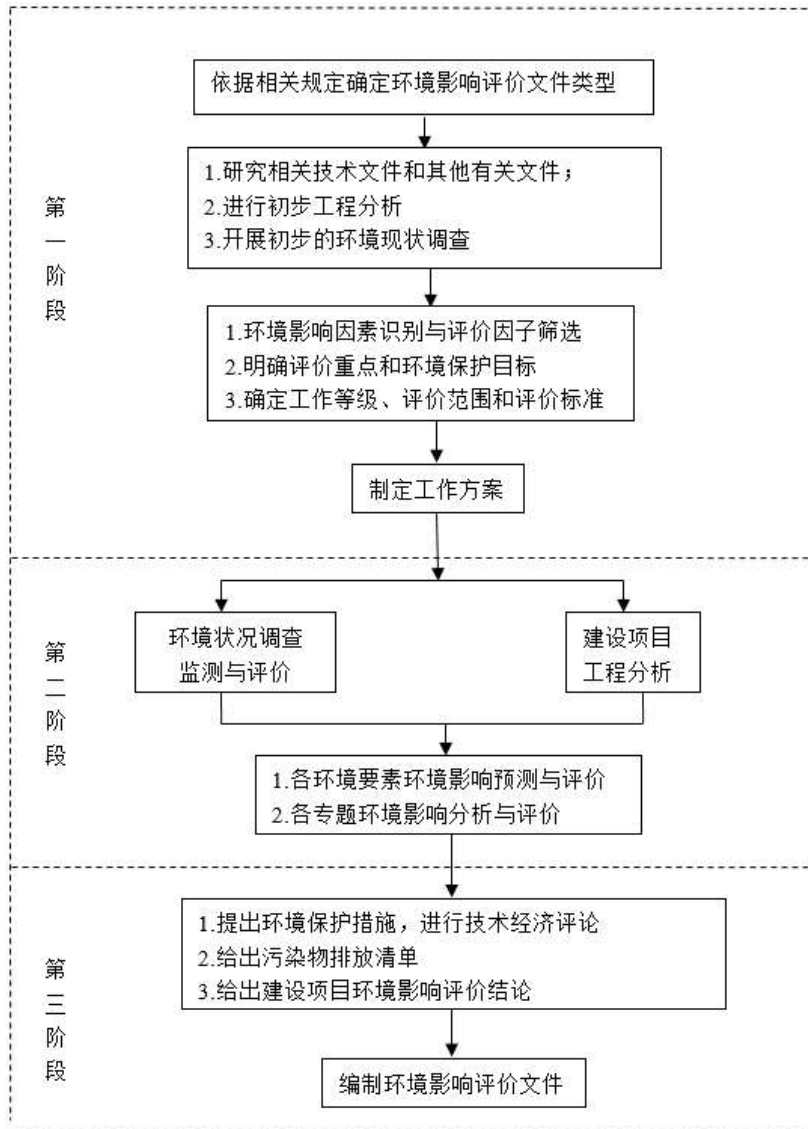 依据相关规定确定环境影响评价文件类型
1.研究相关技术文件和其他有关文件；
2.进行初步工程分析
3.开展初步的环境现状调查
第一阶段
1.环境影响因素识别与评价因子筛选
2.明确评价重点和环境保护目标
3.确定工作等级、评价范围和评价标准
制定工作方案
环境状况调查
监测与评价
建设项目
工程分析
第二阶段
1.各环境要素环境影响预测与评价
2.各专题环境影响分析与评价
1.提出环境保护措施，进行技术经济评论
2.给出污染物排放清单
3.给出建设项目环境影响评价结论
第三阶段
编制环境影响评价文件